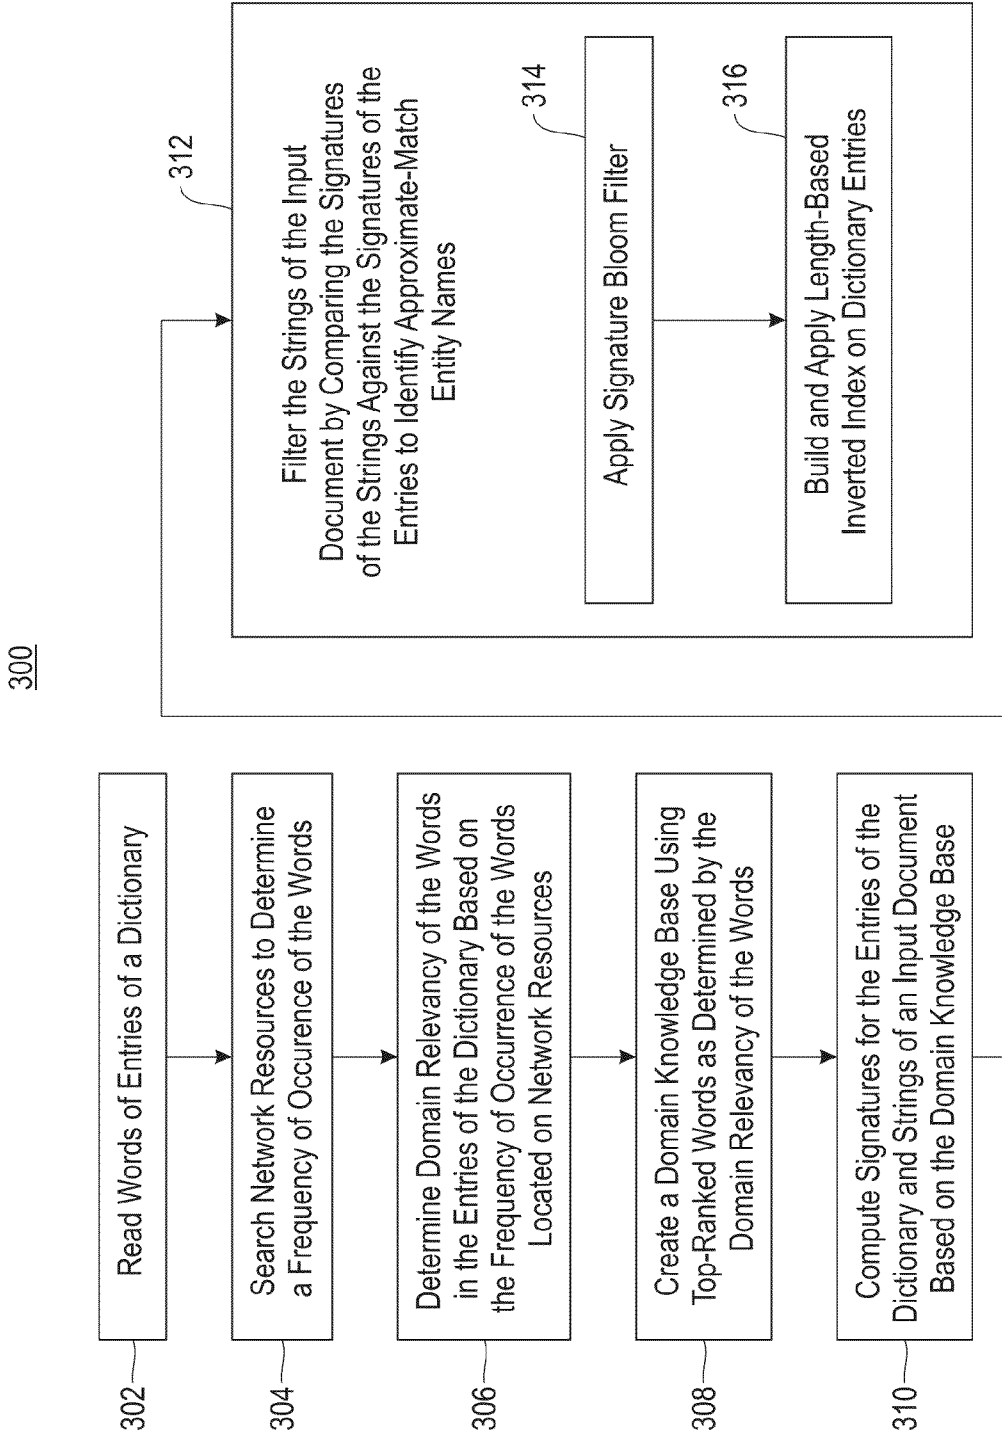 300
302
Read Words of Entries of a Dictionary
304
Search Network Resources to Determine
a Frequency of Occurence of the Words
306
Determine Domain Relevancy of the Words
in the Entries of the Dictionary Based on
the Frequency of Occurrence of the Words
Located on Network Resources
308
Create a Domain Knowledge Base Using
Top-Ranked Words as Determined by the
Domain Relevancy of the Words
310
Compute Signatures for the Entries of the
Dictionary and Strings of an Input Document
Based on the Domain Knowledge Base
312
Filter the Strings of the Input
Document by Comparing the Signatures
of the Strings Against the Signatures of the
Entries to Identify Approximate-Match
Entity Names
314
Apply Signature Bloom Filter
316
Build and Apply Length-Based
Inverted Index on Dictionary Entries